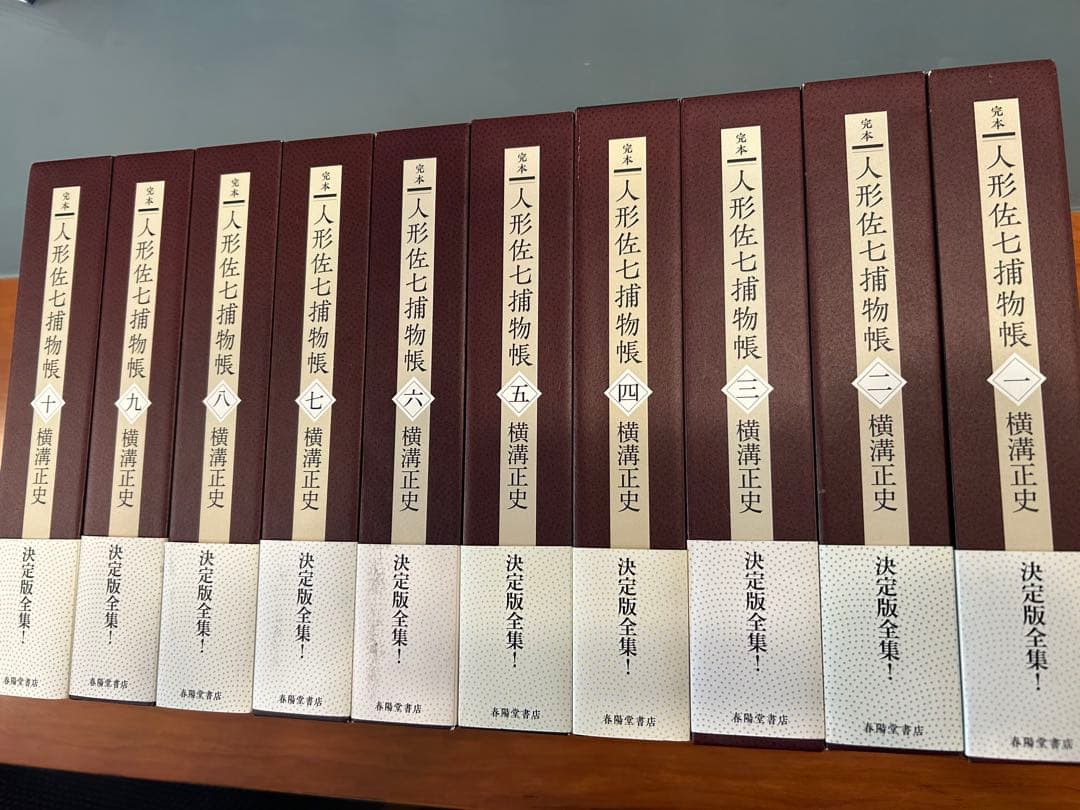 完本 人形佐七捕物帳 一 横溝正史
決定版全集!
春陽堂書店
完本 人形佐七捕物帳 二 横溝正史
決定版全集!
春陽堂書店
完本 人形佐七捕物帳 三 横溝正史
決定版全集!
春陽堂書店
完本 人形佐七捕物帳 四 横溝正史
決定版全集!
春陽堂書店
完本 人形佐七捕物帳 五 横溝正史
決定版全集!
春陽堂書店
完本 人形佐七捕物帳 六 横溝正史
決定版全集!
春陽堂書店
完本 人形佐七捕物帳 七 横溝正史
決定版全集!
春陽堂書店
完本 人形佐七捕物帳 八 横溝正史
決定版全集!
春陽堂書店
完本 人形佐七捕物帳 九 横溝正史
決定版全集!
春陽堂書店
完本 人形佐七捕物帳 十 横溝正史
決定版全集!
春陽堂書店